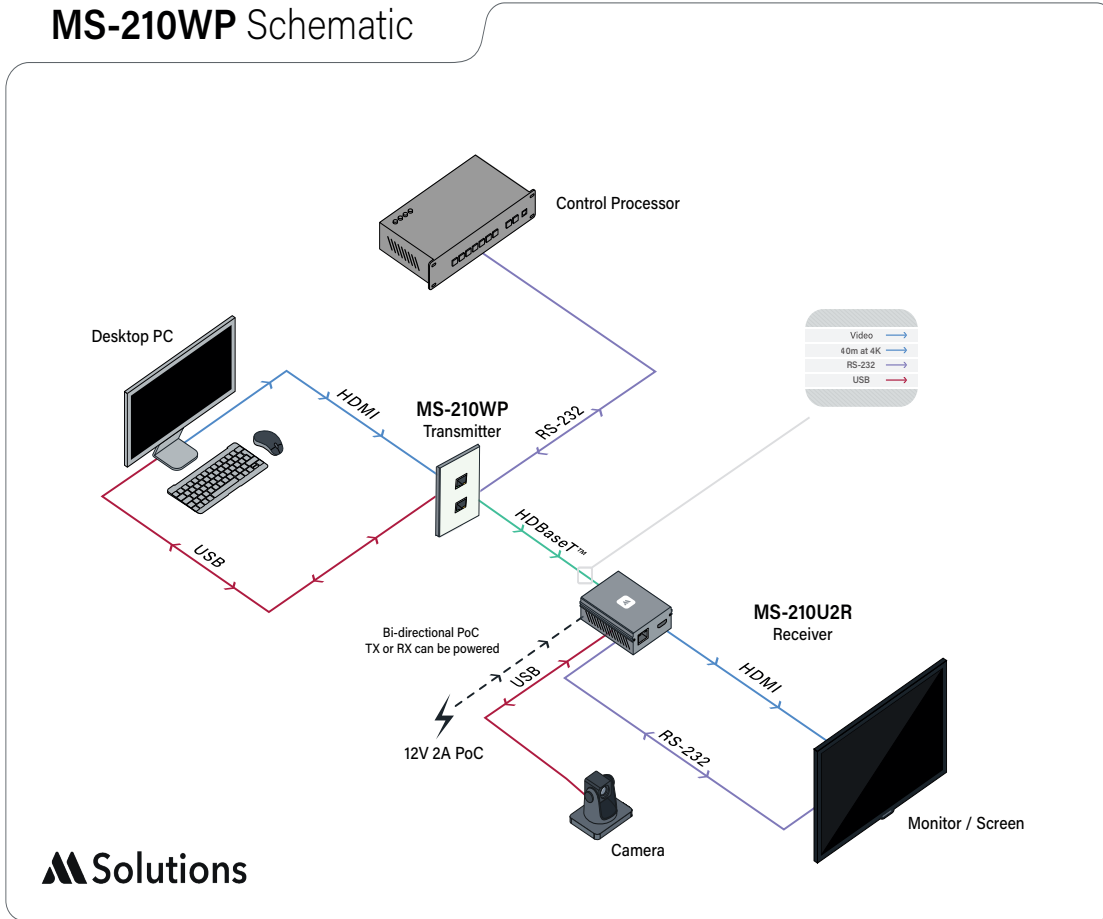 MS-210WP Schematic
Control Processor
Desktop PC
Video
40m at 4K
RS-232
USB
HDMI
MS-210WP
Transmitter
RS-232
HDBaseT™
USB
MS-210U2R
Receiver
Bi-directional PoC
TX or RX can be powered
USB
HDMI
12V 2A PoC
RS-232
Monitor / Screen
Camera
Solutions